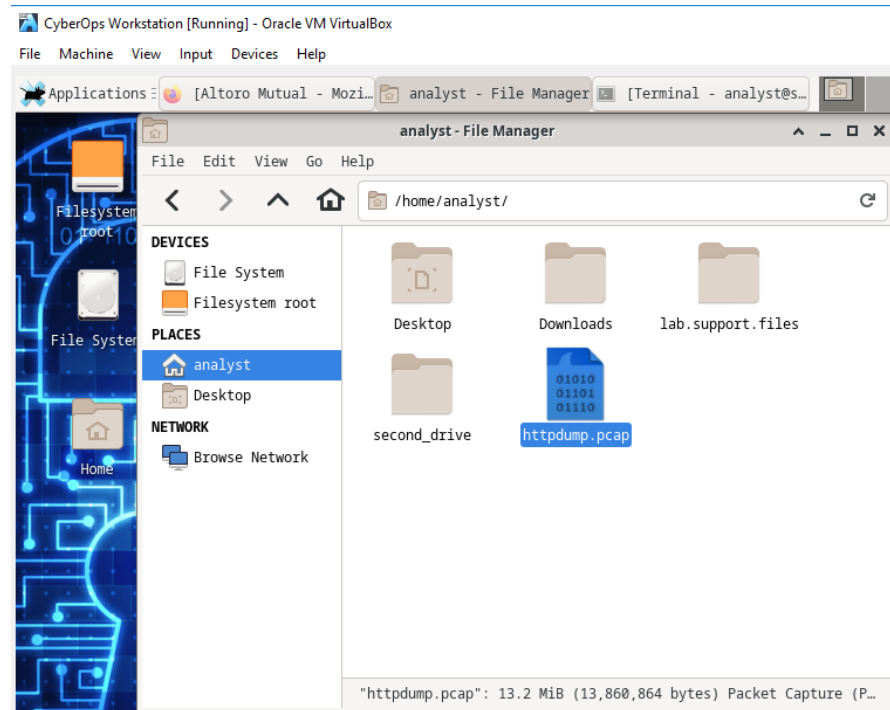 CyberOps Workstation [Running] - Oracle VM VirtualBox
File Machine View Input Devices Help
Applications [Altoro Mutual - Mozi... analyst - File Manager [Terminal - analyst@s...
analyst - File Manager
File Edit View Go Help
/home/analyst/
DEVICES
File System
Filesystem root
PLACES
analyst
Desktop
NETWORK
Browse Network
Desktop
Downloads
lab.support.files
second_drive
01010
01101
01110
httpdump.pcap
"httpdump.pcap": 13.2 MiB (13,860,864 bytes) Packet Capture (P...
Filesystem
root
File System
Home